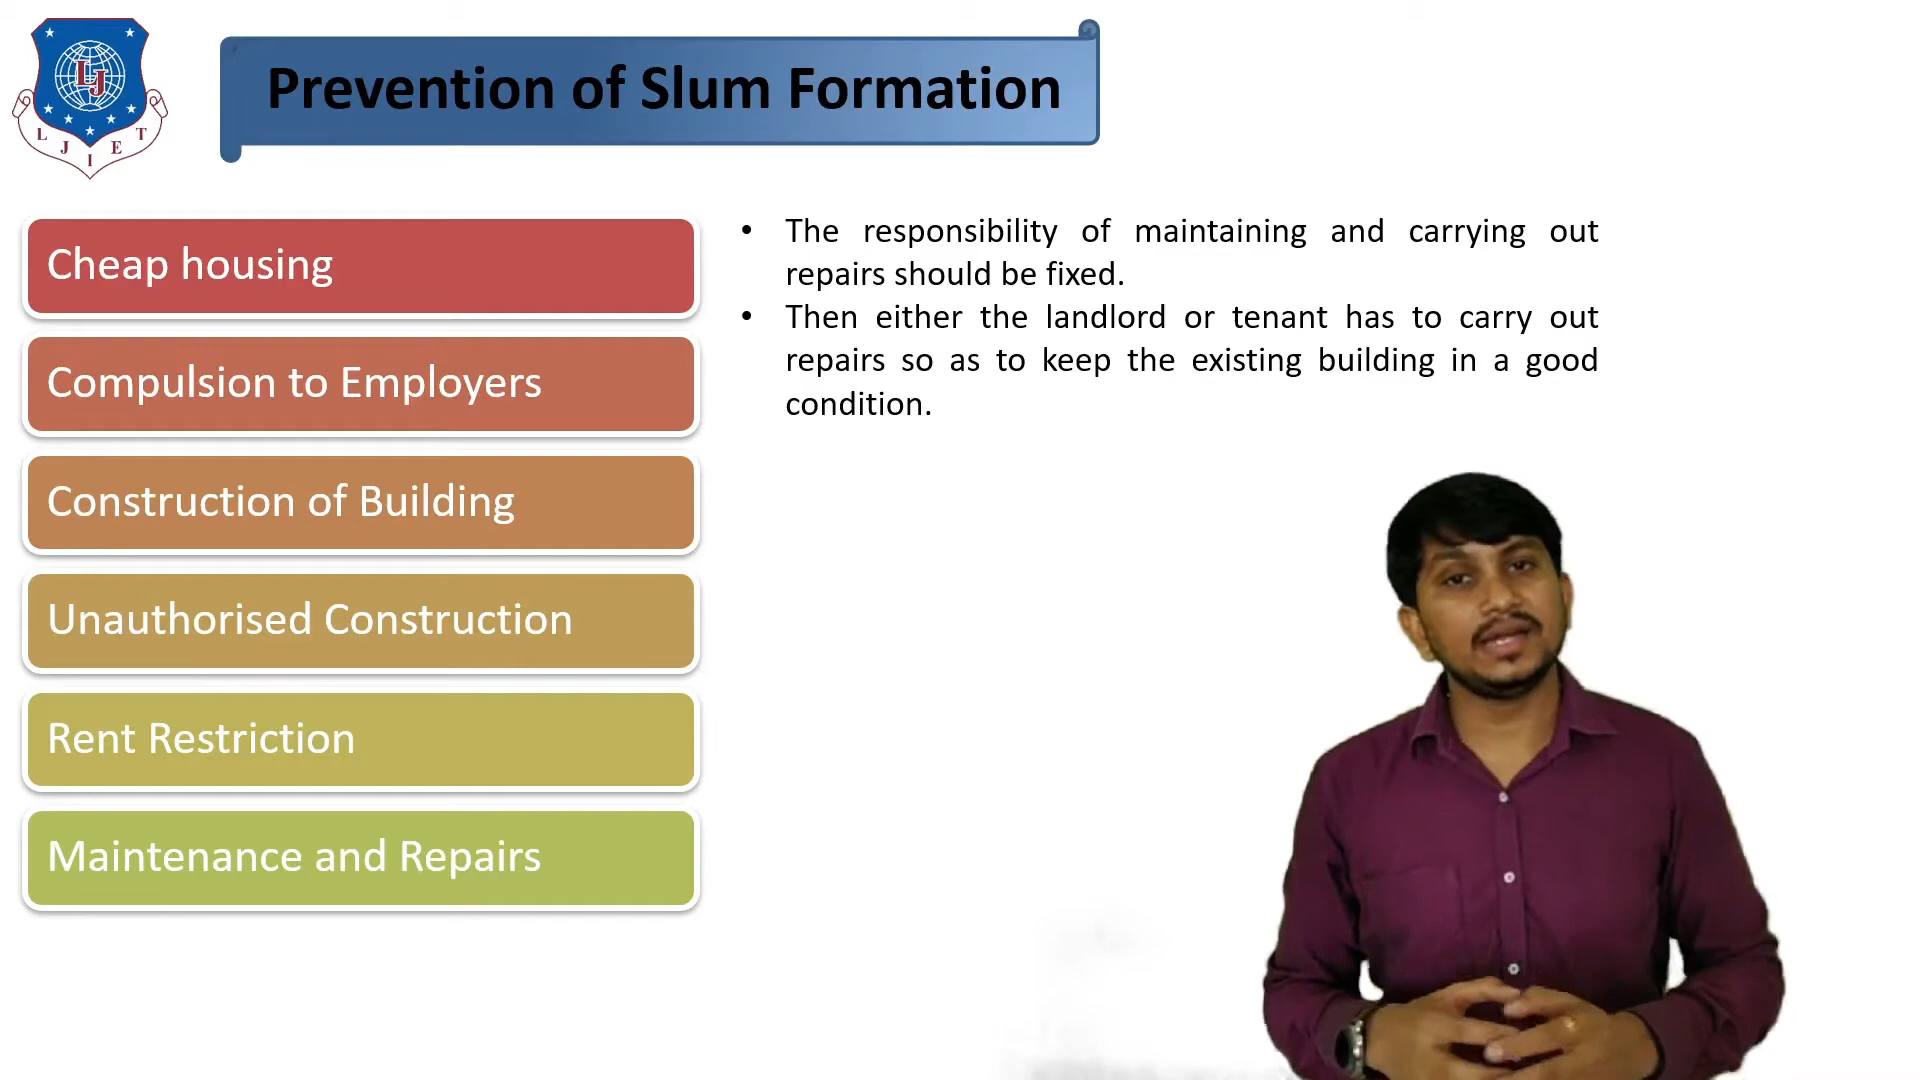 Prevention of Slum Formation
L J I E T
LJ
Cheap housing
Compulsion to Employers
Construction of Building
Unauthorised Construction
Rent Restriction
Maintenance and Repairs
• The responsibility of maintaining and carrying out
repairs should be fixed.
• Then either the landlord or tenant has to carry out
repairs so as to keep the existing building in a good
condition.